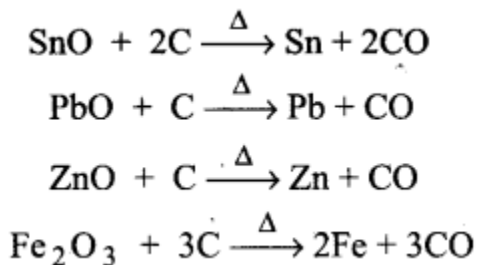 SnO + 2C —Δ→ Sn + 2CO
PbO + C —Δ→ Pb + CO
ZnO + C —Δ→ Zn + CO
Fe₂O₃ + 3C —Δ→ 2Fe + 3CO